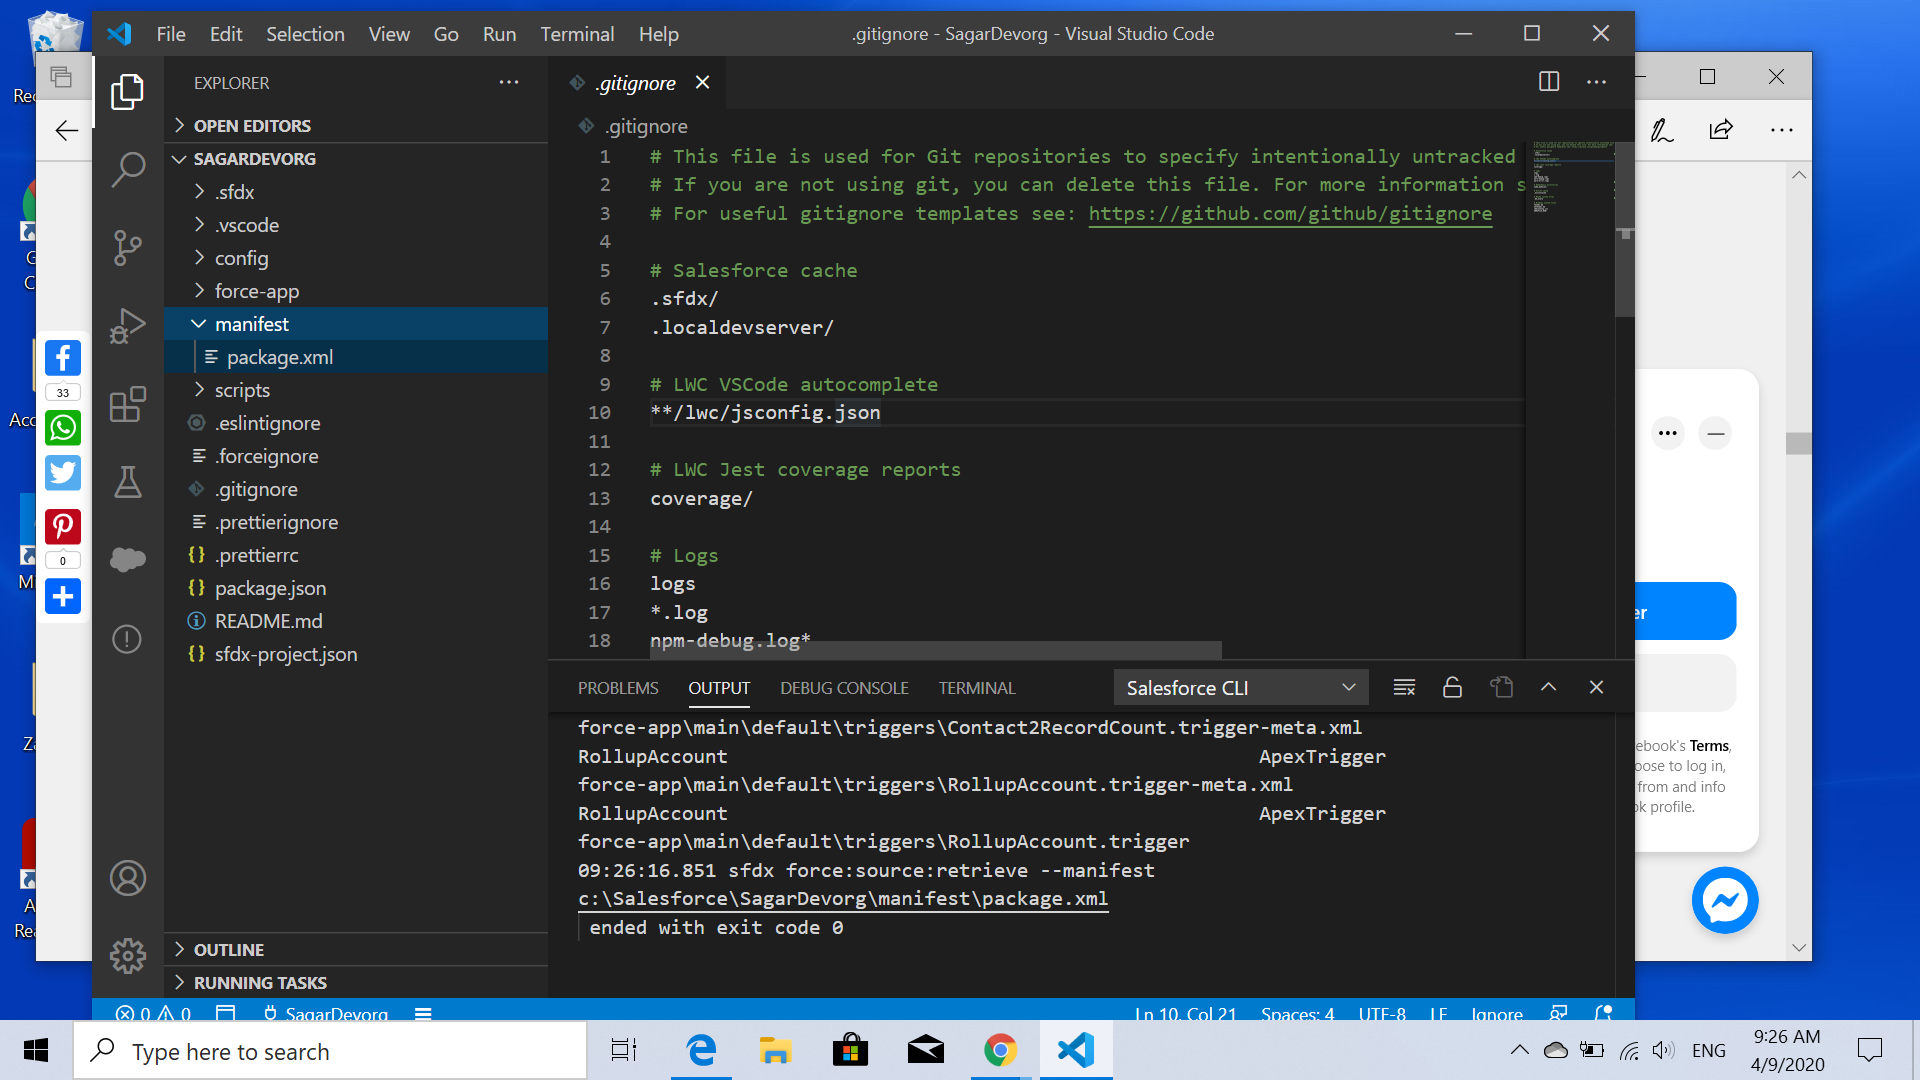 File Edit Selection View Go Run Terminal Help
.gitignore - SagarDevorg - Visual Studio Code
EXPLORER
OPEN EDITORS
SAGARDEVORG
.sfdx
.vscode
config
force-app
manifest
package.xml
scripts
.eslintignore
.forceignore
.gitignore
.prettierignore
.prettierrc
package.json
README.md
sfdx-project.json
OUTLINE
RUNNING TASKS
.gitignore
.gitignore
1 # This file is used for Git repositories to specify intentionally untracked
2 # If you are not using git, you can delete this file. For more information s
3 # For useful gitignore templates see: https://github.com/github/gitignore
4
5 # Salesforce cache
6 .sfdx/
7 .localdevserver/
8
9 # LWC VSCode autocomplete
10 **/lwc/jsconfig.json
11
12 # LWC Jest coverage reports
13 coverage/
14
15 # Logs
16 logs
17 *.log
18 npm-debug.log*
PROBLEMS OUTPUT DEBUG CONSOLE TERMINAL Salesforce CLI
force-app\main\default\triggers\Contact2RecordCount.trigger-meta.xml
RollupAccount ApexTrigger
force-app\main\default\triggers\RollupAccount.trigger-meta.xml
RollupAccount ApexTrigger
force-app\main\default\triggers\RollupAccount.trigger
09:26:16.851 sfdx force:source:retrieve --manifest
c:\Salesforce\SagarDevorg\manifest\package.xml
ended with exit code 0
0 0 SagarDevorg Ln 10, Col 21 Spaces: 4 UTF-8 LF Ignore
33
0
er
ebook's Terms,
oose to log in,
from and info
ok profile.
Type here to search
ENG
9:26 AM
4/9/2020